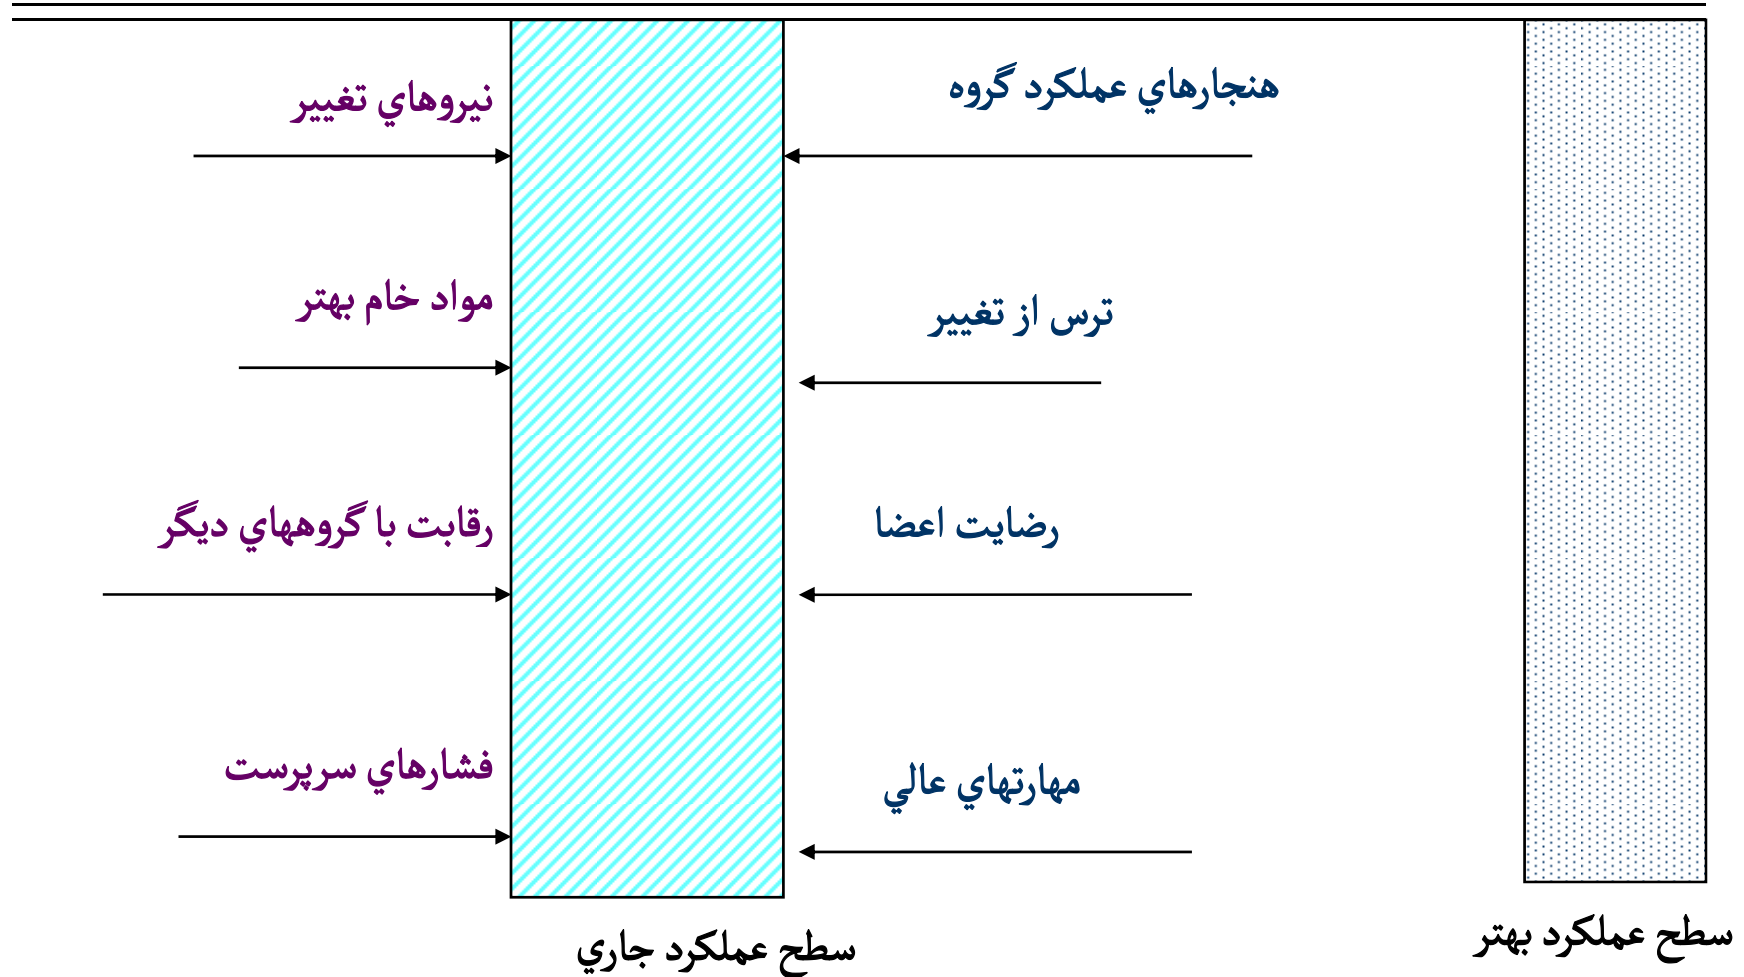 هنجارهاي عملكرد گروه
نيروهاي تغيير
ترس از تغيير
مواد خام بهتر
رضايت اعضا
رقابت با گروههاي ديگر
مهارتهاي عالي
فشارهاي سرپرست
سطح عملكرد بهتر
سطح عملكرد جاري